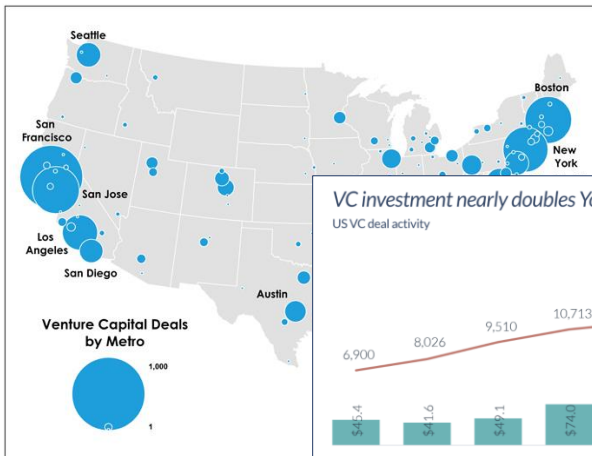 Seattle
Boston
San
Francisco
New
York
San Jose
Los
Angeles
San Diego
Austin
Venture Capital Deals
by Metro
1,000
1
VC investment nearly doubles Yo
US VC deal activity
6,900
8,026
9,510
10,713
$45.4
$41.6
$49.1
$74.0